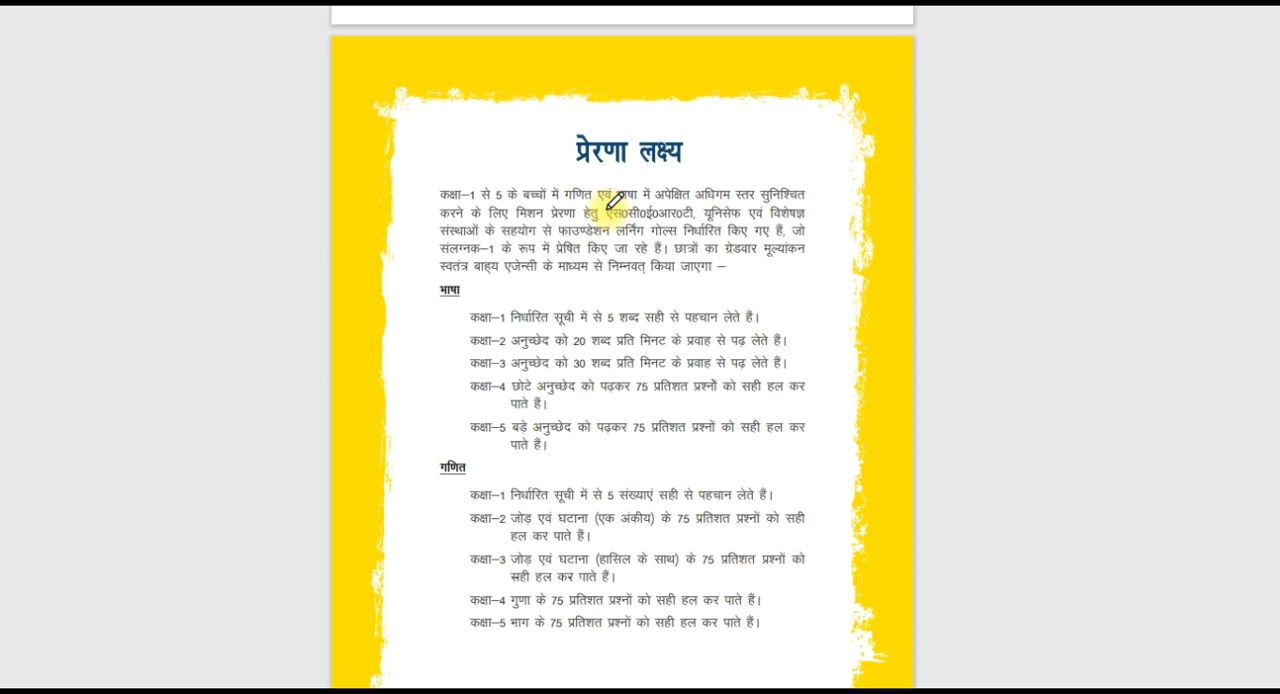 प्रेरणा लक्ष्य
कक्षा–1 से 5 के बच्चों में गणित एवं भाषा में अपेक्षित अधिगम स्तर सुनिश्चित
करने के लिए मिशन प्रेरणा हेतु एस0सी0ई0आर0टी, यूनिसेफ एवं विशेषज्ञ
संस्थाओं के सहयोग से फाउण्डेशन लर्निग गोल्स निर्धारित किए गए हैं, जो
संलग्नक–1 के रूप में प्रेषित किए जा रहे हैं। छात्रों का ग्रेडवार मूल्यांकन
स्वतंत्र बाह्य एजेन्सी के माध्यम से निम्नवत् किया जाएगा –
भाषा
कक्षा–1 निर्धारित सूची में से 5 शब्द सही से पहचान लेते हैं।
कक्षा–2 अनुच्छेद को 20 शब्द प्रति मिनट के प्रवाह से पढ़ लेते हैं।
कक्षा–3 अनुच्छेद को 30 शब्द प्रति मिनट के प्रवाह से पढ़ लेते हैं।
कक्षा–4 छोटे अनुच्छेद को पढ़कर 75 प्रतिशत प्रश्नों को सही हल कर
पाते हैं।
कक्षा–5 बड़े अनुच्छेद को पढ़कर 75 प्रतिशत प्रश्नों को सही हल कर
पाते हैं।
गणित
कक्षा–1 निर्धारित सूची में से 5 संख्याएं सही से पहचान लेते हैं।
कक्षा–2 जोड़ एवं घटाना (एक अंकीय) के 75 प्रतिशत प्रश्नों को सही
हल कर पाते हैं।
कक्षा–3 जोड़ एवं घटाना (हासिल के साथ) के 75 प्रतिशत प्रश्नों को
सही हल कर पाते हैं।
कक्षा–4 गुणा के 75 प्रतिशत प्रश्नों को सही हल कर पाते हैं।
कक्षा–5 भाग के 75 प्रतिशत प्रश्नों को सही हल कर पाते हैं।